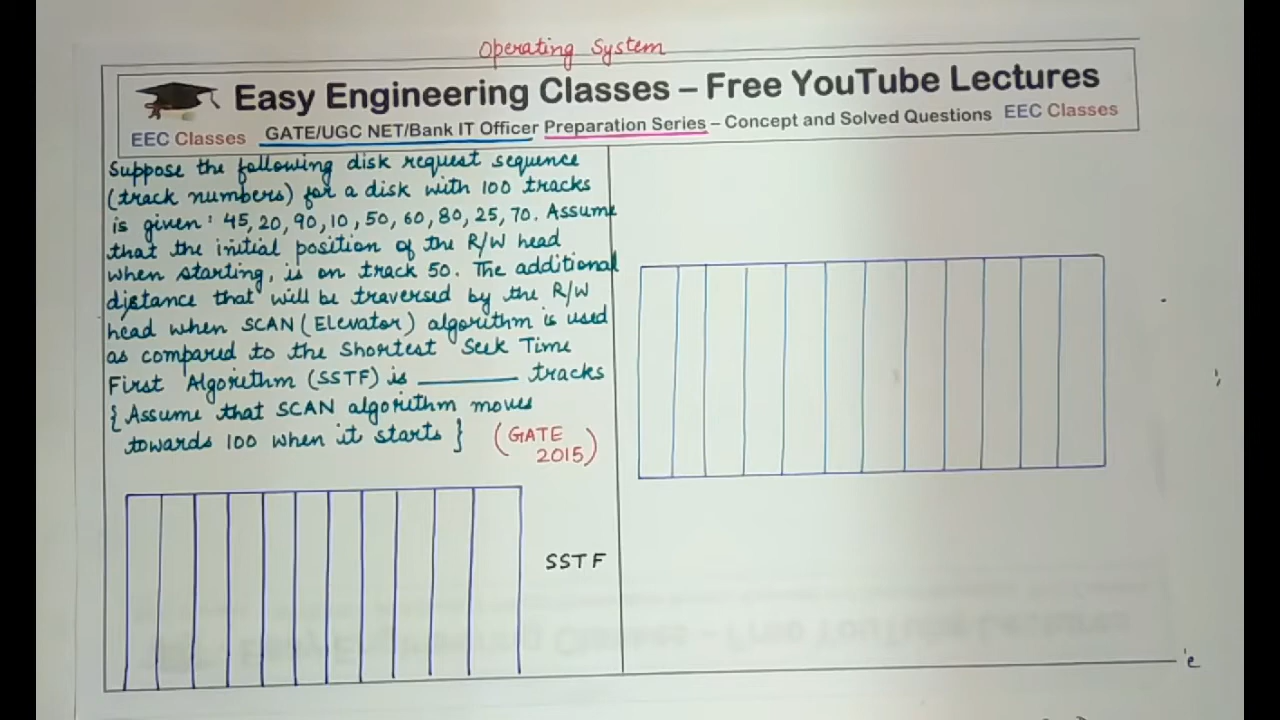 Operating System
Easy Engineering Classes – Free YouTube Lectures
EEC Classes GATE/UGC NET/Bank IT Officer Preparation Series – Concept and Solved Questions EEC Classes
Suppose the following disk request sequence
(track numbers) for a disk with 100 tracks
is given : 45, 20, 90, 10, 50, 60, 80, 25, 70. Assume
that the initial position of the R/W head
when starting, is on track 50. The additional
distance that will be traversed by the R/W
head when SCAN (Elevator) algorithm is used
as compared to the Shortest Seek Time
First Algorithm (SSTF) is ________ tracks
{Assume that SCAN algorithm moves
towards 100 when it starts }
(GATE
2015)
SSTF